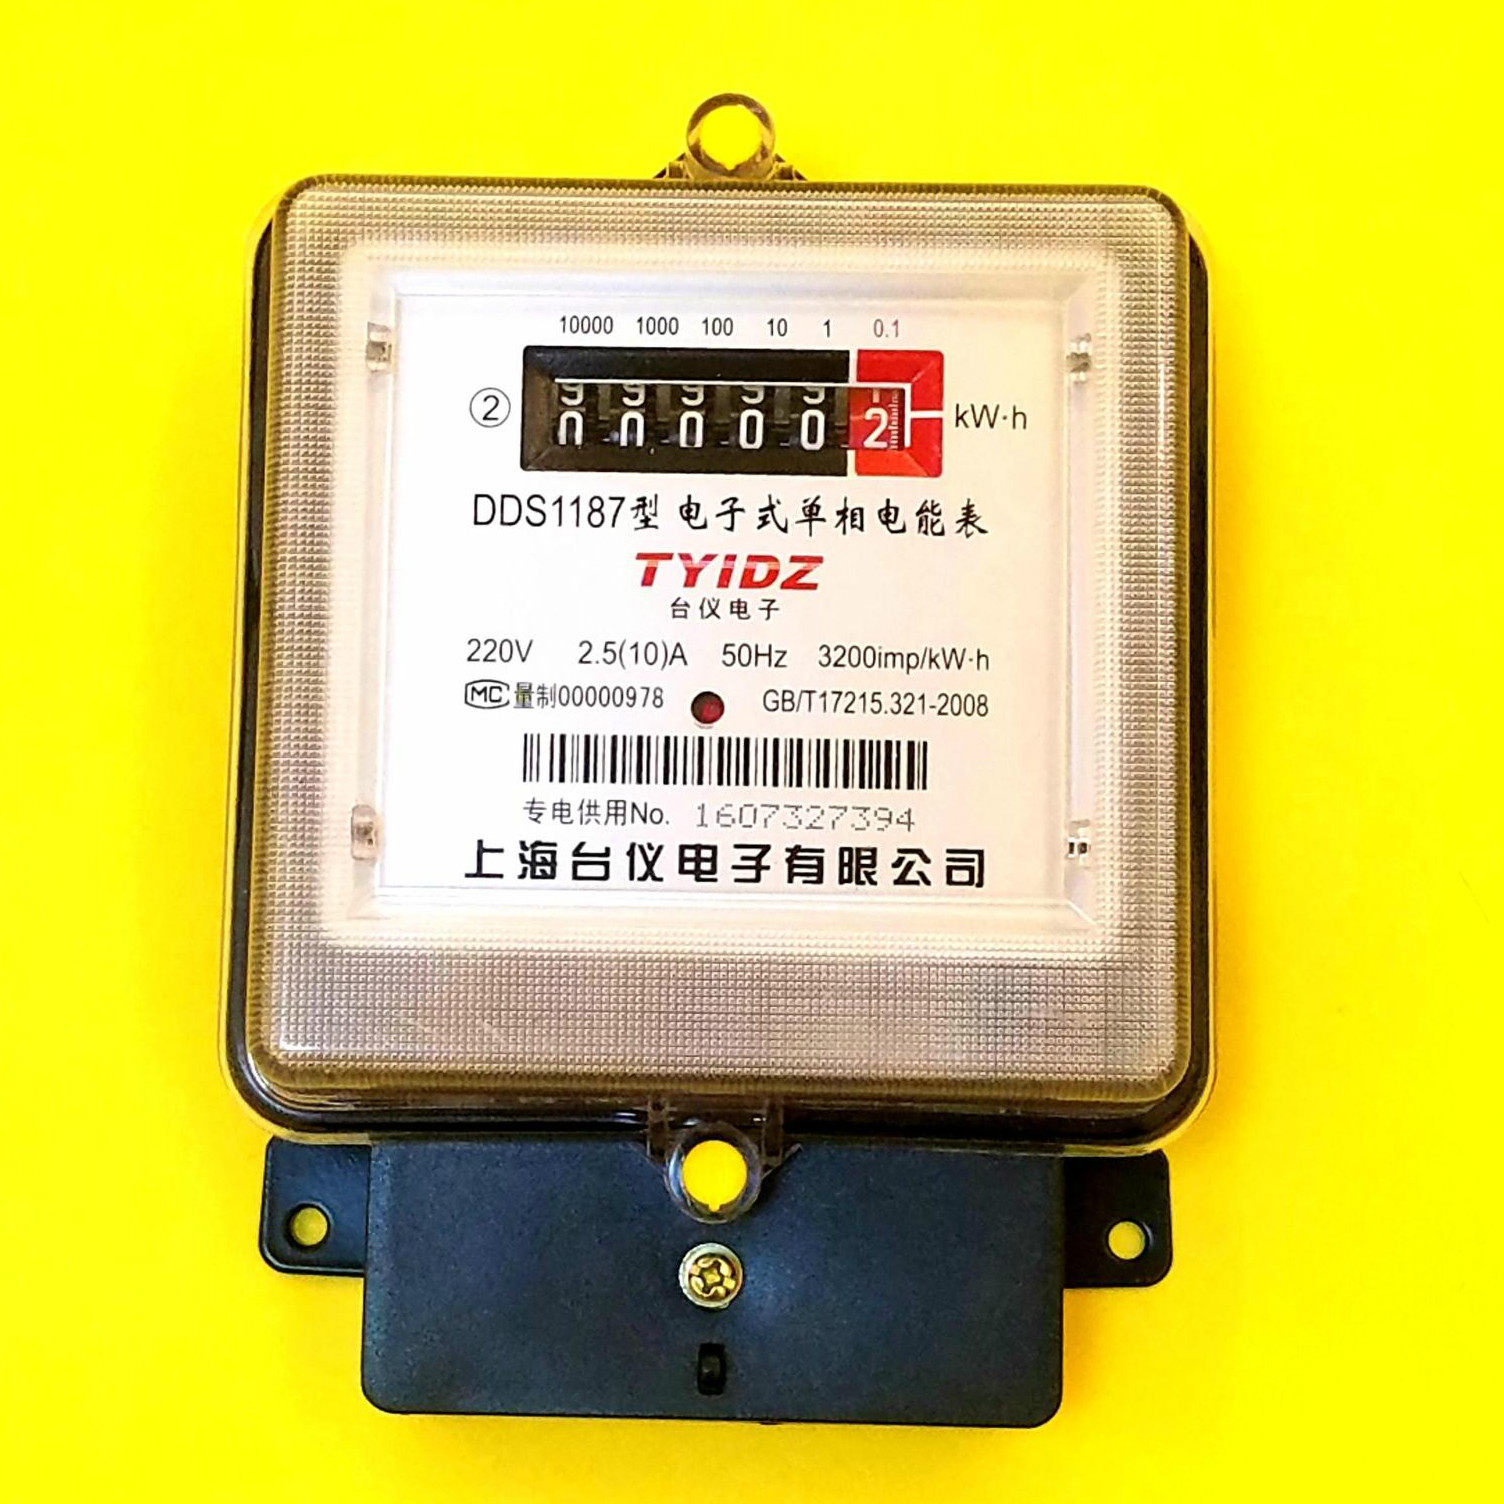 10000 1000 100 10 1 0.1
② 000002 kW·h
DDS1187型 电子式单相电能表
TYIDZ
台仪电子
220V 2.5(10)A 50Hz 3200imp/kW·h
MC 量制00000978 GB/T17215.321-2008
专电供用No. 1607327394
上海台仪电子有限公司